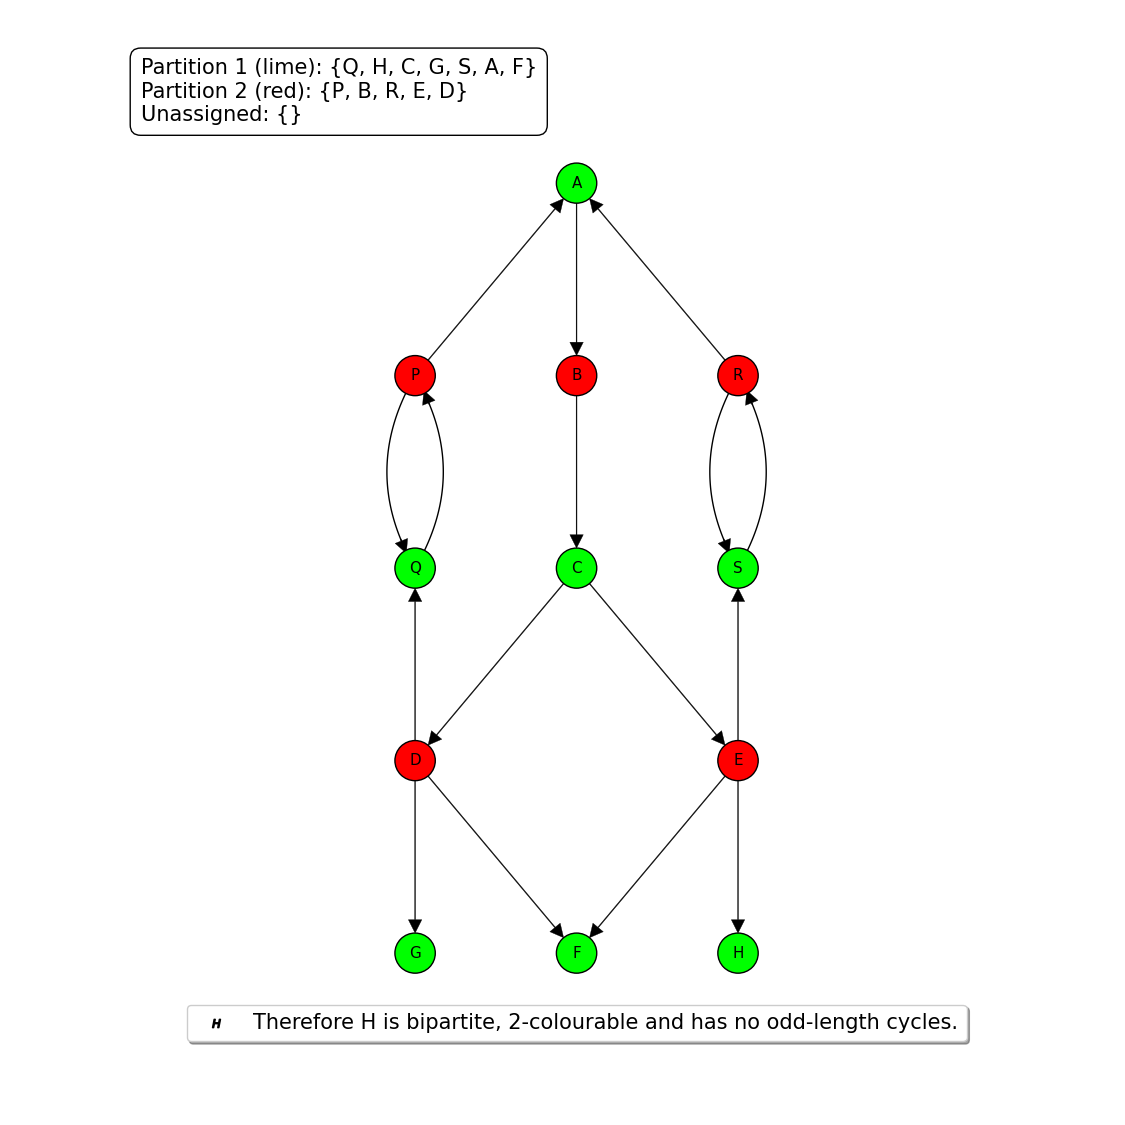 Partition 1 (lime): {Q, H, C, G, S, A, F}
Partition 2 (red): {P, B, R, E, D}
Unassigned: {}
A
P
B
R
Q
C
S
D
E
G
F
H
H Therefore H is bipartite, 2-colourable and has no odd-length cycles.